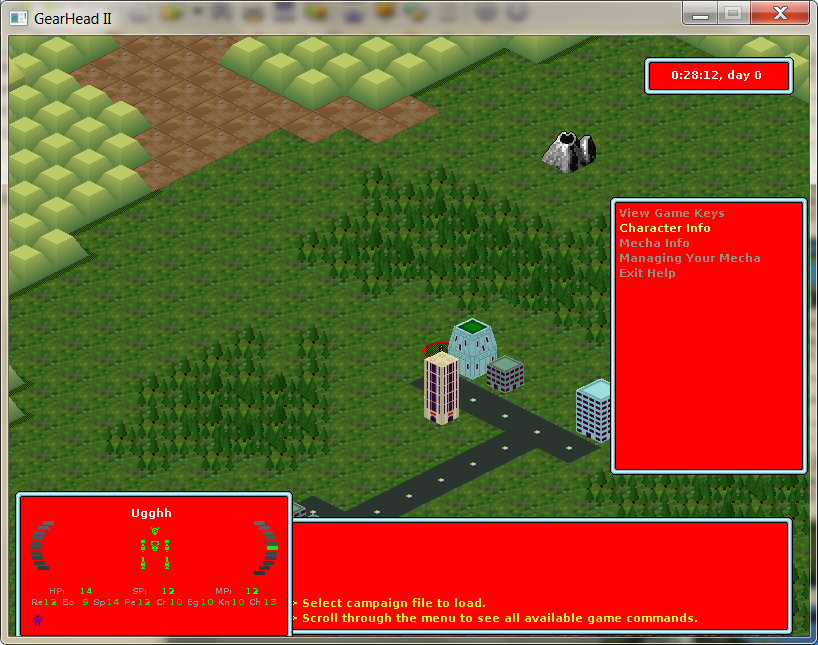 GearHead II
0:28:12, day 0
View Game Keys
Character Info
Mecha Info
Managing Your Mecha
Exit Help
Ugghh
HP: 14 SP: 12 MP: 12
Re12 Bo 9 Sp14 Pe12 Cr10 Eg10 Kn10 Ch13
> Select campaign file to load.
> Scroll through the menu to see all available game commands.